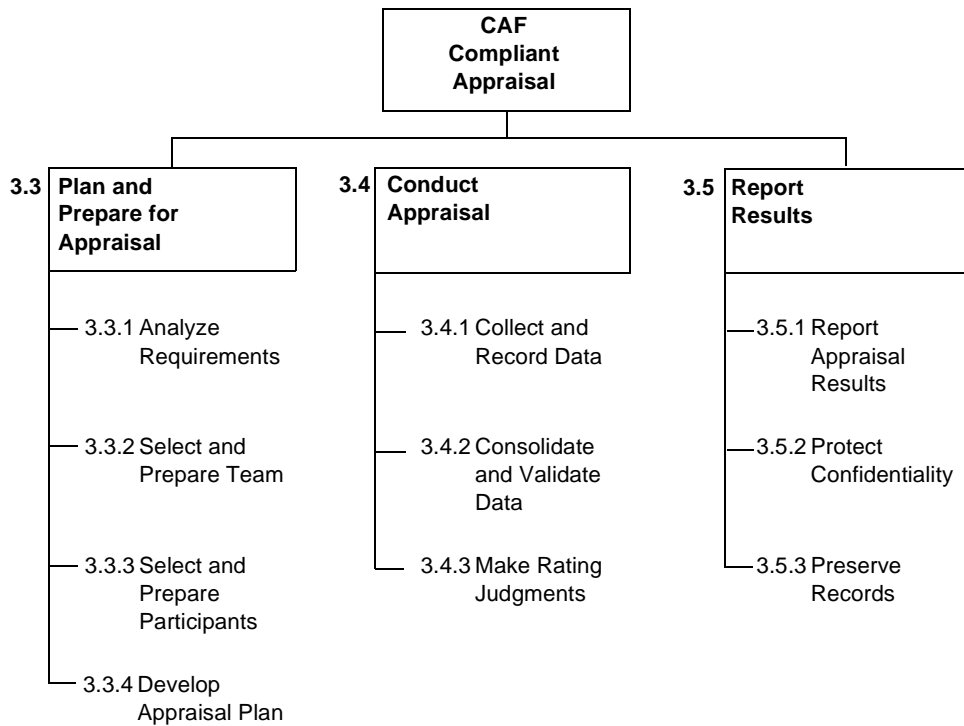 CAF
Compliant
Appraisal
3.3 Plan and
Prepare for
Appraisal
3.3.1 Analyze
Requirements
3.3.2 Select and
Prepare Team
3.3.3 Select and
Prepare
Participants
3.3.4 Develop
Appraisal Plan
3.4 Conduct
Appraisal
3.4.1 Collect and
Record Data
3.4.2 Consolidate
and Validate
Data
3.4.3 Make Rating
Judgments
3.5 Report
Results
3.5.1 Report
Appraisal
Results
3.5.2 Protect
Confidentiality
3.5.3 Preserve
Records